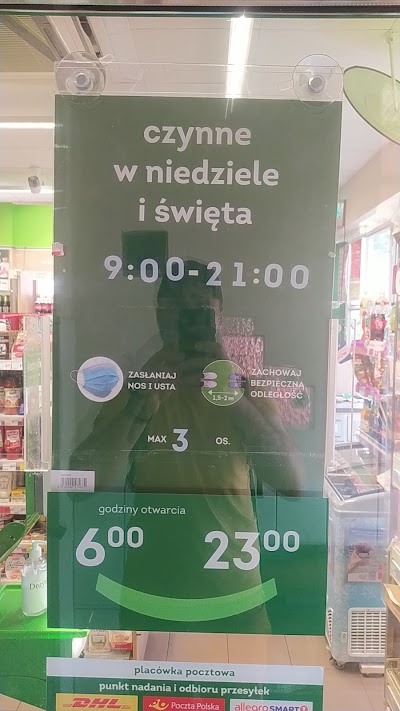 czynne
w niedziele
i święta
9:00-21:00
ZASŁANIAJ
NOS I USTA
ZACHOWAJ
BEZPIECZNĄ
ODLEGŁOŚĆ
1,5-2 m
MAX 3 OS.
godziny otwarcia
6⁰⁰ 23⁰⁰
placówka pocztowa
punkt nadania i odbioru przesyłek
DHL Poczta Polska allegro SMART!